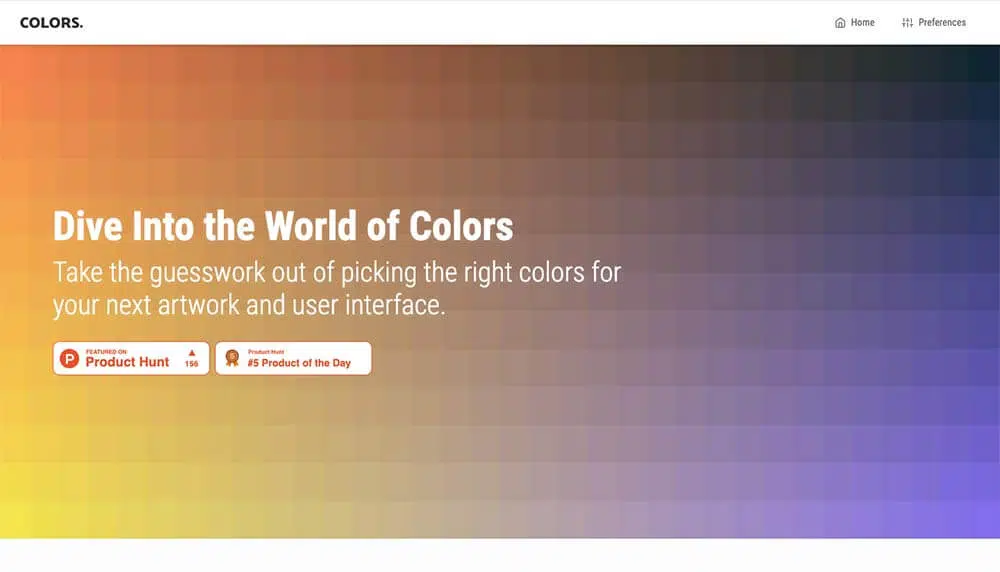 COLORS.
Home
Preferences
Dive Into the World of Colors
Take the guesswork out of picking the right colors for
your next artwork and user interface.
P
FEATURED ON
Product Hunt
▲
156
5
Product Hunt
#5 Product of the Day